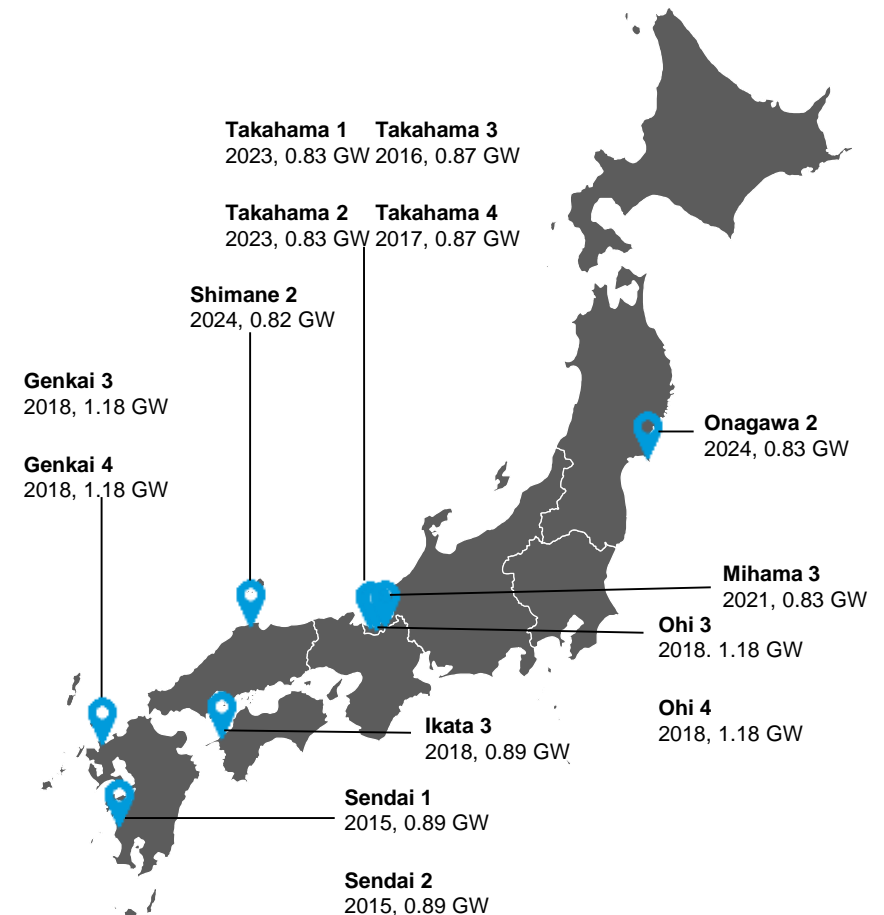 Takahama 1 Takahama 3
2023, 0.83 GW 2016, 0.87 GW
Takahama 2 Takahama 4
2023, 0.83 GW 2017, 0.87 GW
Shimane 2
2024, 0.82 GW
Genkai 3
2018, 1.18 GW
Genkai 4
2018, 1.18 GW
Onagawa 2
2024, 0.83 GW
Mihama 3
2021, 0.83 GW
Ohi 3
2018. 1.18 GW
Ohi 4
2018, 1.18 GW
Ikata 3
2018, 0.89 GW
Sendai 1
2015, 0.89 GW
Sendai 2
2015, 0.89 GW